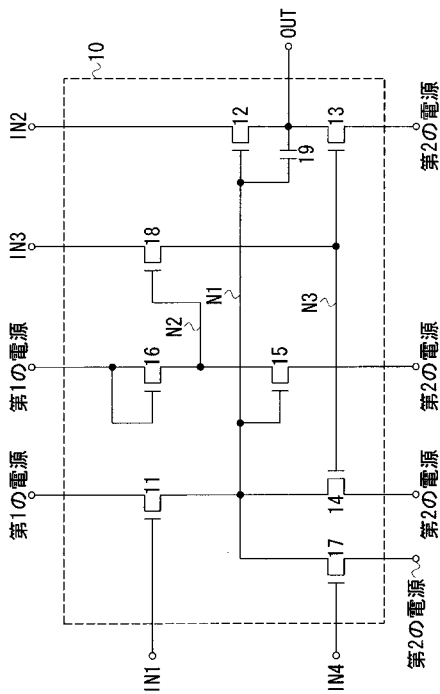 第1の電源
第1の電源
IN3
IN2
10
16
18
11
12
N2
N1
19
OUT
15
N3
14
17
13
IN1
IN4
第2の電源
第2の電源
第2の電源
第2の電源